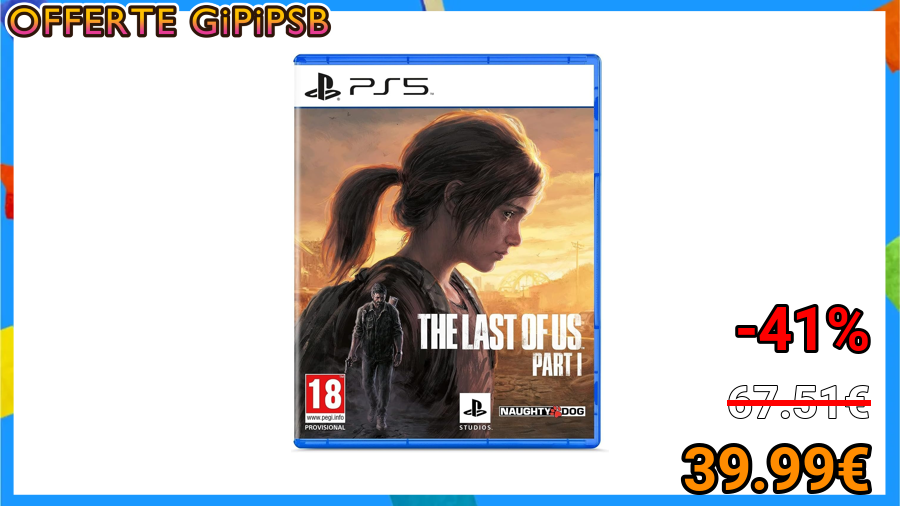 OFFERTE GiPiPSB
PS5
THE LAST OF US
PART I
18
www.pegi.info
PROVISIONAL
STUDIOS
NAUGHTY DOG
-41%
67.51€
39.99€